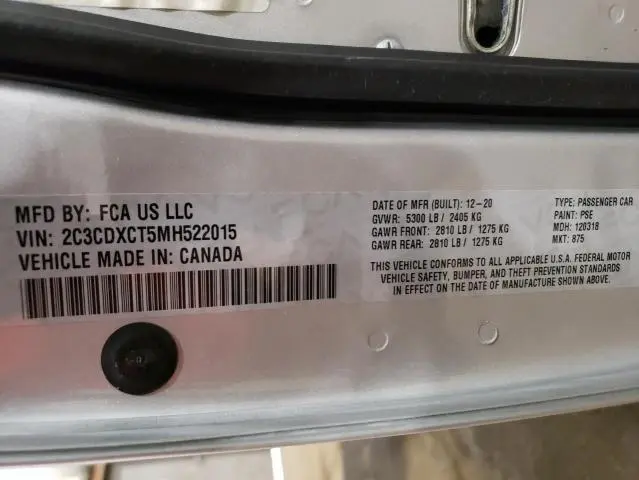 MFD BY: FCA US LLC
VIN: 2C3CDXCT5MH522015
VEHICLE MADE IN: CANADA
DATE OF MFR (BUILT): 12-20
GVWR: 5300 LB / 2405 KG
GAWR FRONT: 2810 LB / 1275 KG
GAWR REAR: 2810 LB / 1275 KG
TYPE: PASSENGER CAR
PAINT: PSE
MDH: 120318
MKT: 875
THIS VEHICLE CONFORMS TO ALL APPLICABLE U.S.A. FEDERAL MOTOR
VEHICLE SAFETY, BUMPER, AND THEFT PREVENTION STANDARDS
IN EFFECT ON THE DATE OF MANUFACTURE SHOWN ABOVE.